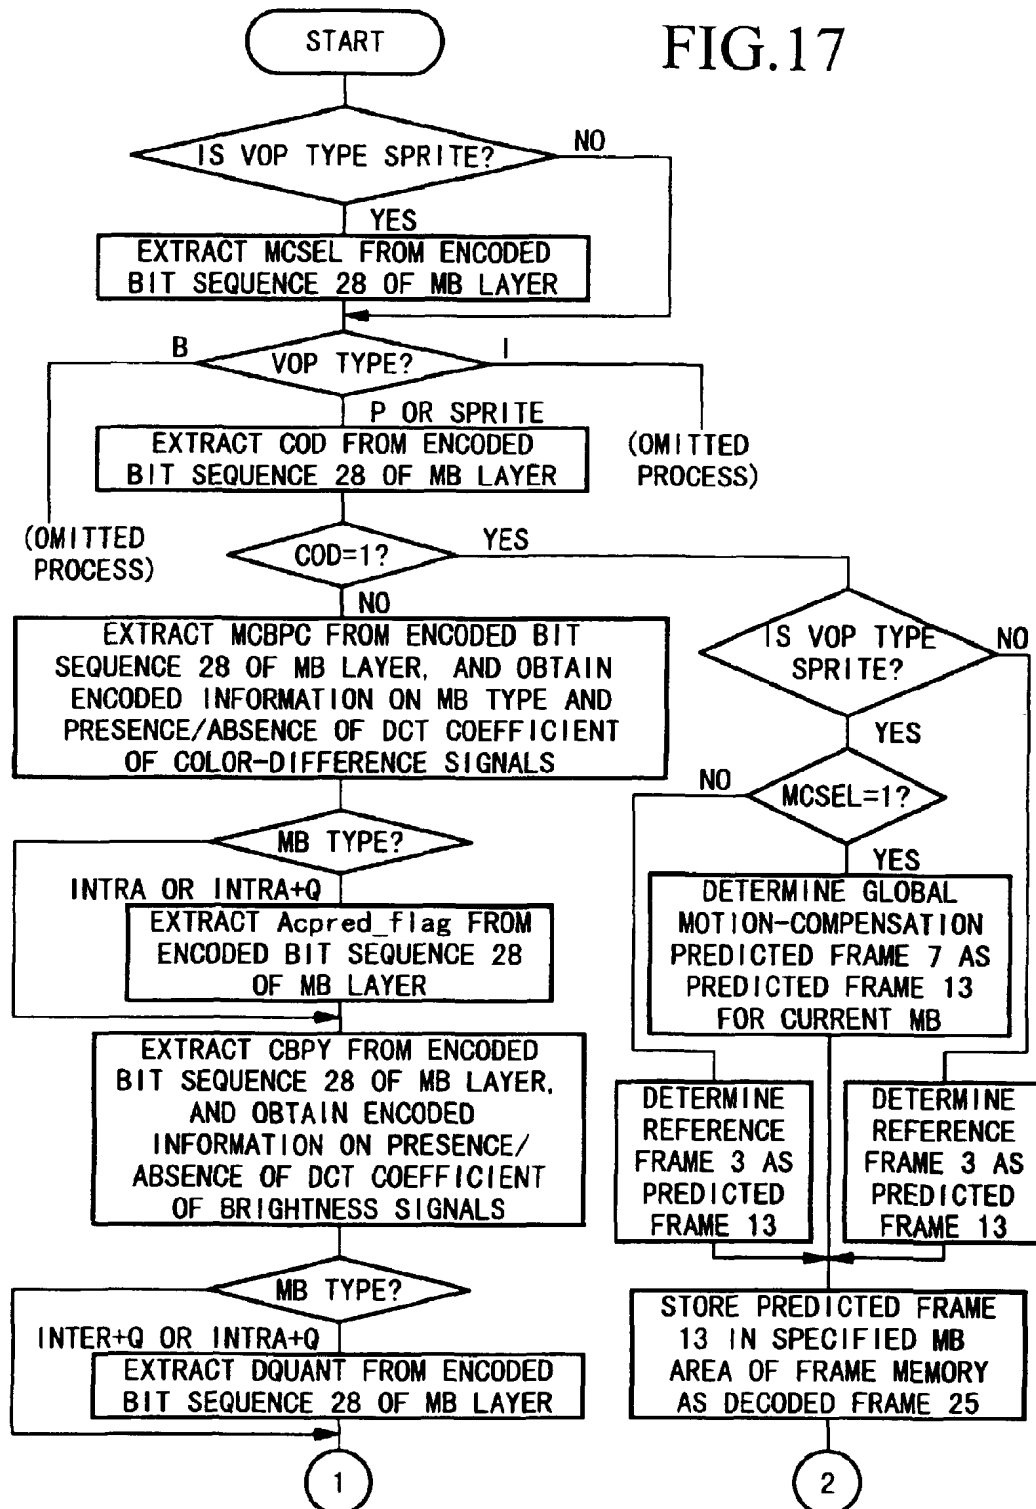 FIG.17
START
IS VOP TYPE SPRITE?
NO
YES
EXTRACT MCSEL FROM ENCODED
BIT SEQUENCE 28 OF MB LAYER
B
VOP TYPE?
I
P OR SPRITE
EXTRACT COD FROM ENCODED
BIT SEQUENCE 28 OF MB LAYER
(OMITTED
PROCESS)
(OMITTED
PROCESS)
COD=1?
YES
NO
EXTRACT MCBPC FROM ENCODED BIT
SEQUENCE 28 OF MB LAYER, AND OBTAIN
ENCODED INFORMATION ON MB TYPE AND
PRESENCE/ABSENCE OF DCT COEFFICIENT
OF COLOR-DIFFERENCE SIGNALS
MB TYPE?
INTRA OR INTRA+Q
EXTRACT Acpred_flag FROM
ENCODED BIT SEQUENCE 28
OF MB LAYER
EXTRACT CBPY FROM ENCODED
BIT SEQUENCE 28 OF MB LAYER,
AND OBTAIN ENCODED
INFORMATION ON PRESENCE/
ABSENCE OF DCT COEFFICIENT
OF BRIGHTNESS SIGNALS
MB TYPE?
INTER+Q OR INTRA+Q
EXTRACT DQUANT FROM ENCODED
BIT SEQUENCE 28 OF MB LAYER
1
IS VOP TYPE
SPRITE?
NO
YES
NO
MCSEL=1?
YES
DETERMINE GLOBAL
MOTION-COMPENSATION
PREDICTED FRAME 7 AS
PREDICTED FRAME 13
FOR CURRENT MB
DETERMINE
REFERENCE
FRAME 3 AS
PREDICTED
FRAME 13
DETERMINE
REFERENCE
FRAME 3 AS
PREDICTED
FRAME 13
STORE PREDICTED FRAME
13 IN SPECIFIED MB
AREA OF FRAME MEMORY
AS DECODED FRAME 25
2